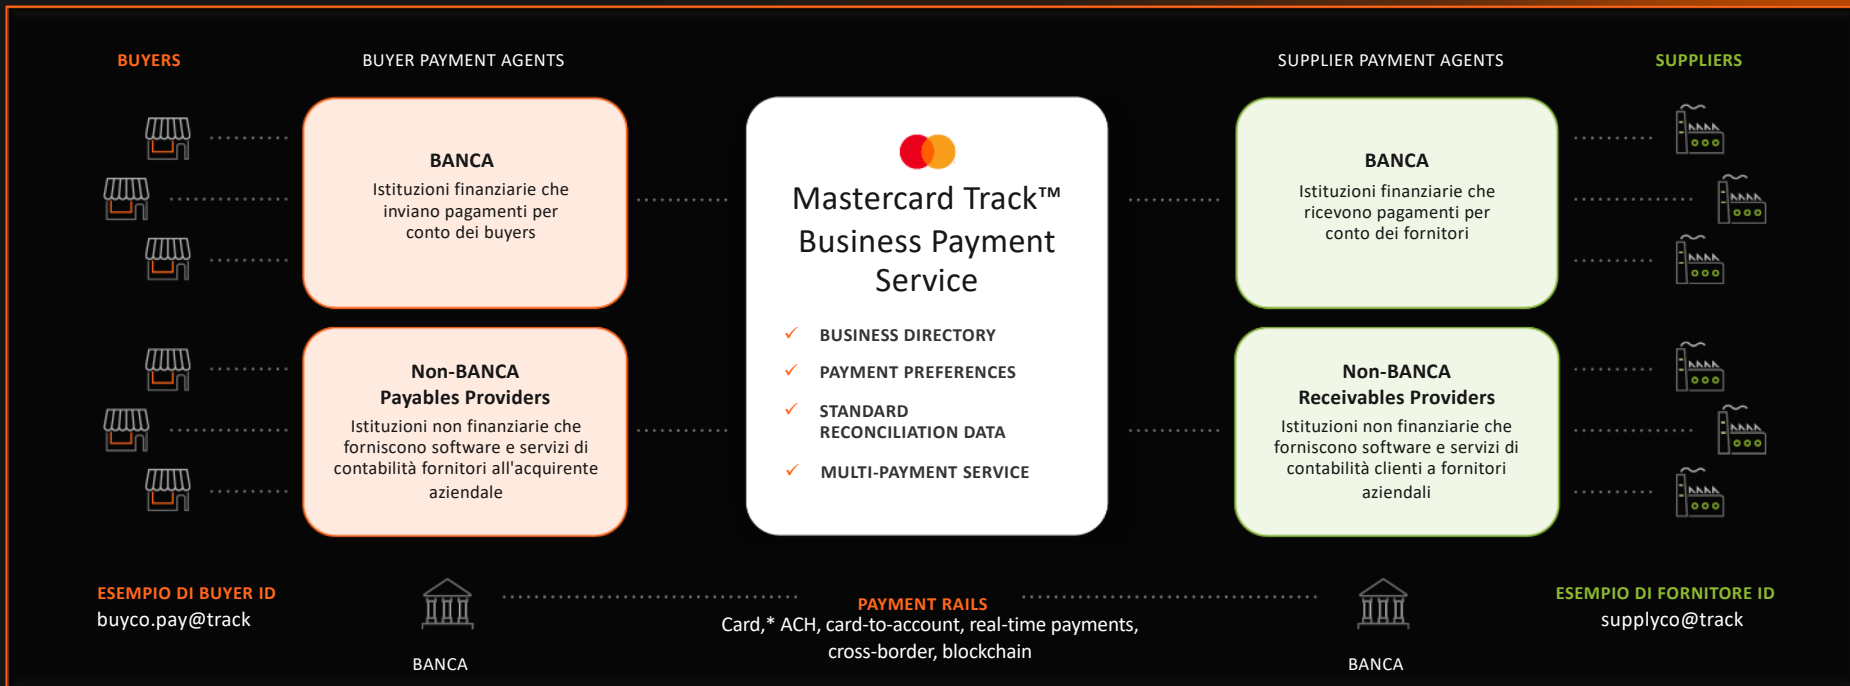 BUYERS
BUYER PAYMENT AGENTS
SUPPLIER PAYMENT AGENTS
SUPPLIERS
BANCA
Istituzioni finanziarie che
inviano pagamenti per
conto dei buyers
Non-BANCA
Payables Providers
Istituzioni non finanziarie che
forniscono software e servizi di
contabilità fornitori all'acquirente
aziendale
Mastercard Track™
Business Payment
Service
BUSINESS DIRECTORY
PAYMENT PREFERENCES
STANDARD
RECONCILIATION DATA
MULTI-PAYMENT SERVICE
BANCA
Istituzioni finanziarie che
ricevono pagamenti per
conto dei fornitori
Non-BANCA
Receivables Providers
Istituzioni non finanziarie che
forniscono software e servizi di
contabilità clienti a fornitori
aziendali
ESEMPIO DI BUYER ID
buyco.pay@track
BANCA
PAYMENT RAILS
Card,* ACH, card-to-account, real-time payments,
cross-border, blockchain
BANCA
ESEMPIO DI FORNITORE ID
supplyco@track